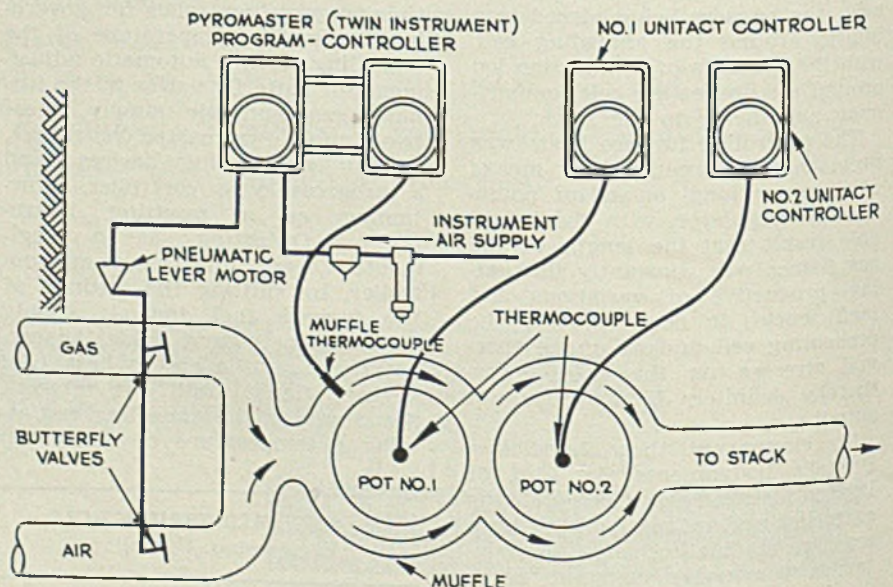 PYROMASTER (TWIN INSTRUMENT)
PROGRAM-CONTROLLER
NO.1 UNITACT CONTROLLER
NO.2 UNITACT
CONTROLLER
INSTRUMENT
AIR SUPPLY
PNEUMATIC
LEVER MOTOR
MUFFLE
THERMOCOUPLE
THERMOCOUPLE
GAS
BUTTERFLY
VALVES
POT NO.1
POT NO.2
TO STACK
AIR
MUFFLE